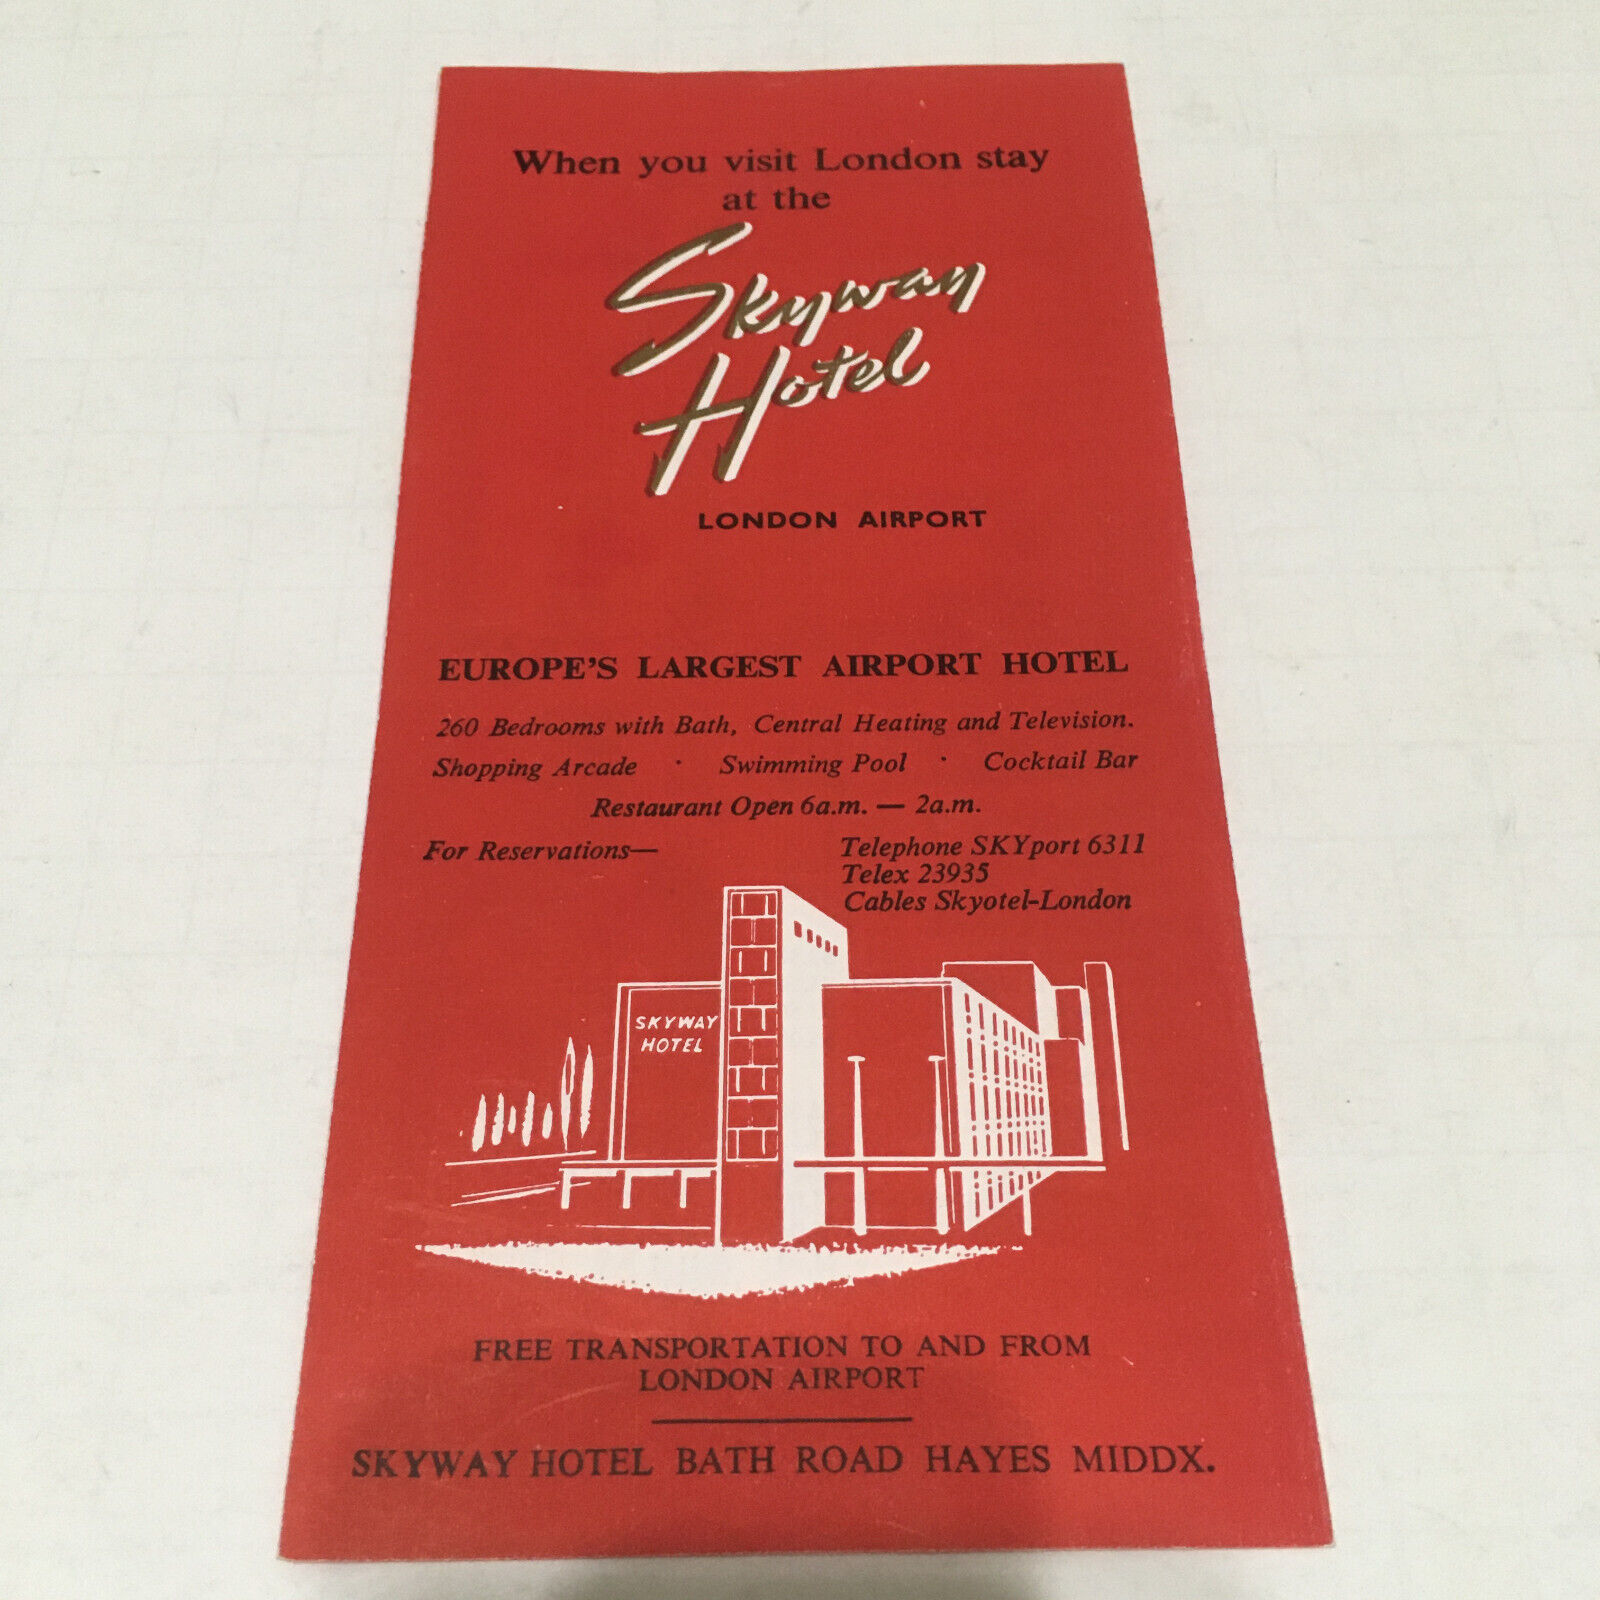 When you visit London stay
at the
Skyway
Hotel
LONDON AIRPORT
EUROPE'S LARGEST AIRPORT HOTEL
260 Bedrooms with Bath, Central Heating and Television.
Shopping Arcade · Swimming Pool · Cocktail Bar
Restaurant Open 6a.m. — 2a.m.
For Reservations— Telephone SKYport 6311
Telex 23935
Cables Skyotel-London
SKYWAY
HOTEL
FREE TRANSPORTATION TO AND FROM
LONDON AIRPORT
SKYWAY HOTEL BATH ROAD HAYES MIDDX.